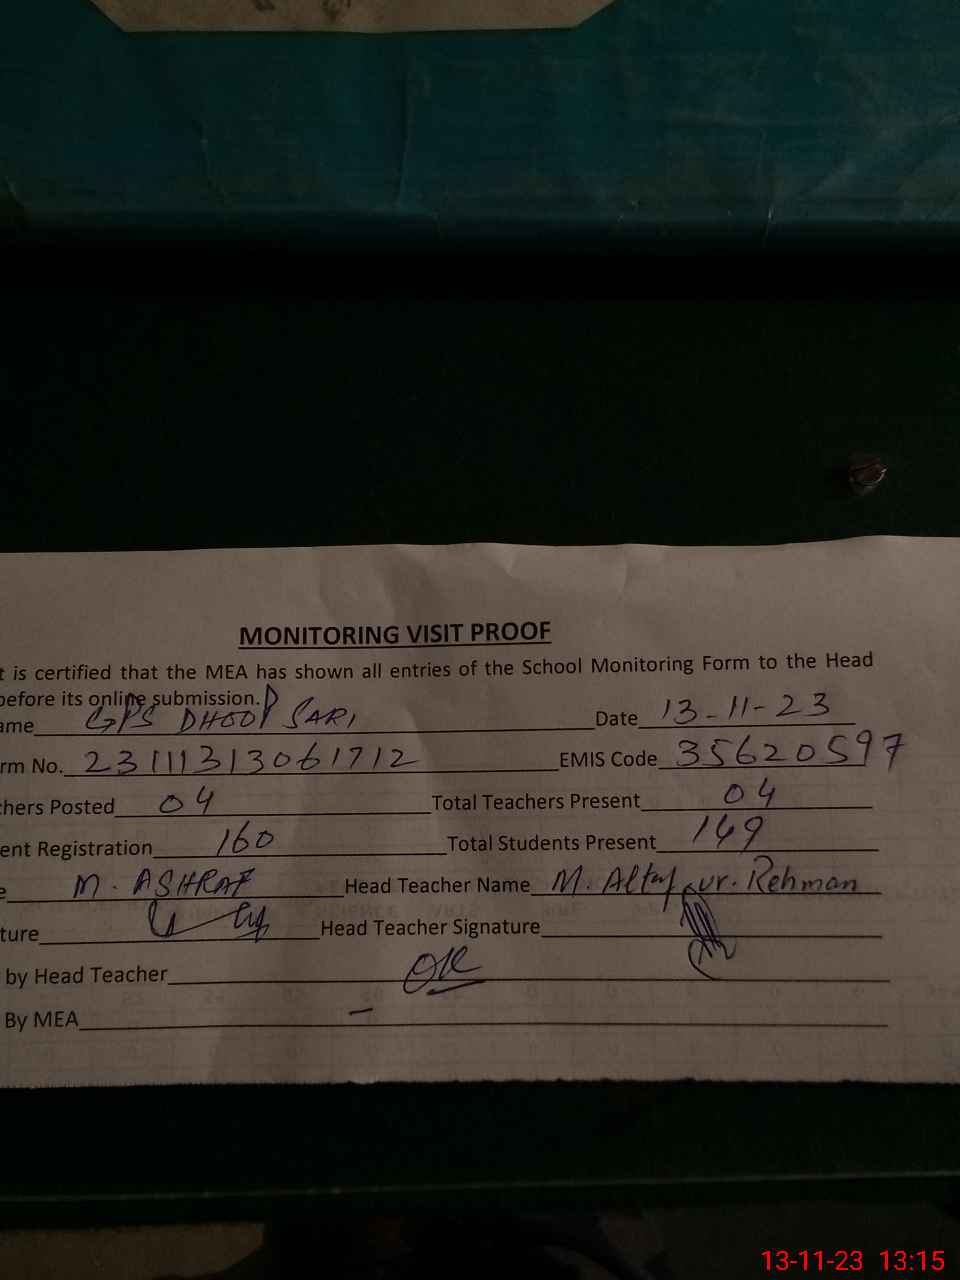 MONITORING VISIT PROOF
t is certified that the MEA has shown all entries of the School Monitoring Form to the Head
before its online submission.
ame GPS DHOOP SARI Date 13-11-23
rm No. 23111313061712 EMIS Code 35620597
chers Posted 04 Total Teachers Present 04
ent Registration 160 Total Students Present 149
e M. ASHRAF Head Teacher Name M. Altaf ur. Rehman
ture Head Teacher Signature
by Head Teacher OK
By MEA –
13-11-23 13:15